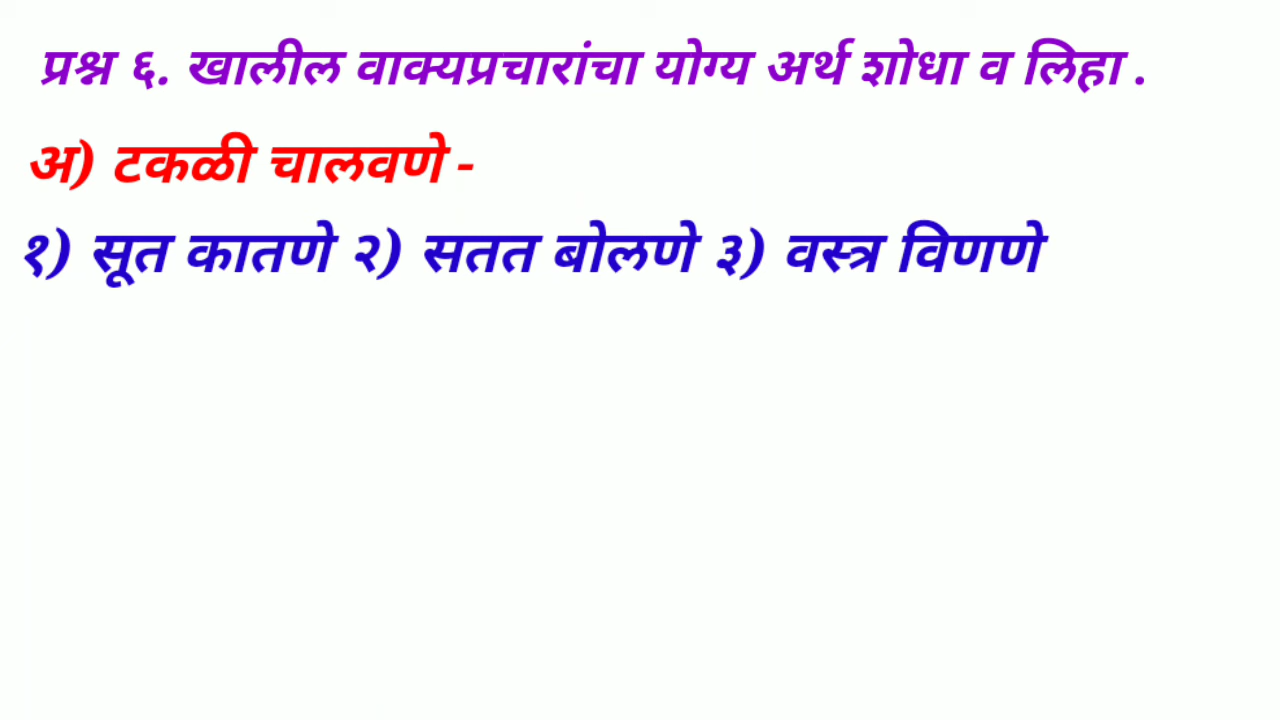 प्रश्न ६. खालील वाक्यप्रचारांचा योग्य अर्थ शोधा व लिहा .
अ) टकळी चालवणे -
१) सूत कातणे २) सतत बोलणे ३) वस्त्र विणणे